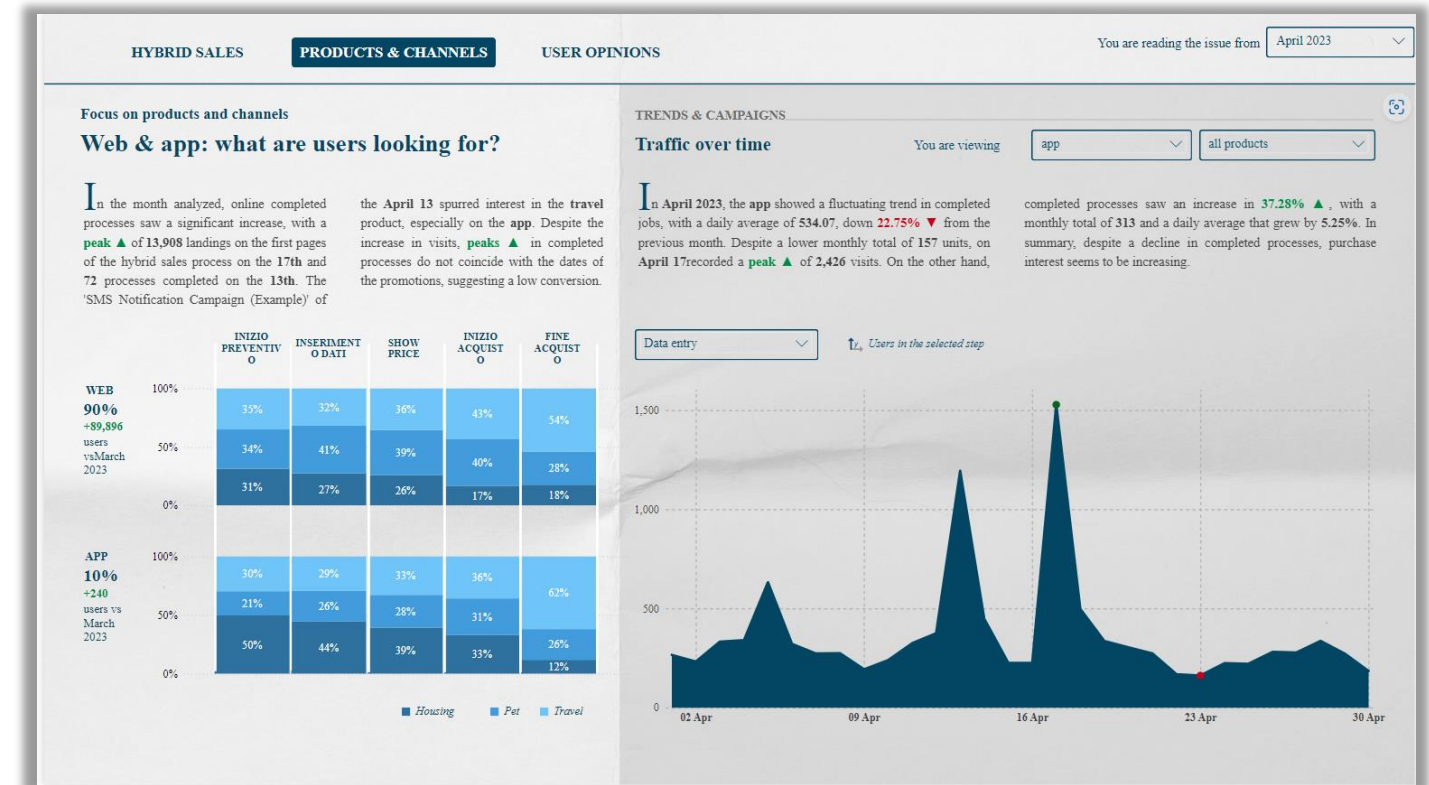 HYBRID SALES
PRODUCTS & CHANNELS
USER OPINIONS
You are reading the issue from
April 2023
Focus on products and channels
Web & app: what are users looking for?
In the month analyzed, online completed
processes saw a significant increase, with a
peak ▲ of 13,908 landings on the first pages
of the hybrid sales process on the 17th and
72 processes completed on the 13th. The
'SMS Notification Campaign (Example)' of
the April 13 spurred interest in the travel
product, especially on the app. Despite the
increase in visits, peaks ▲ in completed
processes do not coincide with the dates of
the promotions, suggesting a low conversion.
INIZIO
PREVENTIV
O
INSERIMENT
O DATI
SHOW
PRICE
INIZIO
ACQUIST
O
FINE
ACQUIST
O
WEB
90%
+89,896
users
vsMarch
2023
100%
50%
0%
35%
32%
36%
43%
54%
34%
41%
39%
40%
28%
31%
27%
26%
17%
18%
APP
10%
+240
users vs
March
2023
100%
50%
0%
30%
29%
33%
36%
62%
21%
26%
28%
31%
26%
50%
44%
39%
33%
12%
Housing
Pet
Travel
TRENDS & CAMPAIGNS
Traffic over time
You are viewing
app
all products
In April 2023, the app showed a fluctuating trend in completed
jobs, with a daily average of 534.07, down 22.75% ▼ from the
previous month. Despite a lower monthly total of 157 units, on
April 17recorded a peak ▲ of 2,426 visits. On the other hand,
completed processes saw an increase in 37.28% ▲ , with a
monthly total of 313 and a daily average that grew by 5.25%. In
summary, despite a decline in completed processes, purchase
interest seems to be increasing.
Data entry
Users in the selected step
1,500
1,000
500
0
02 Apr
09 Apr
16 Apr
23 Apr
30 Apr